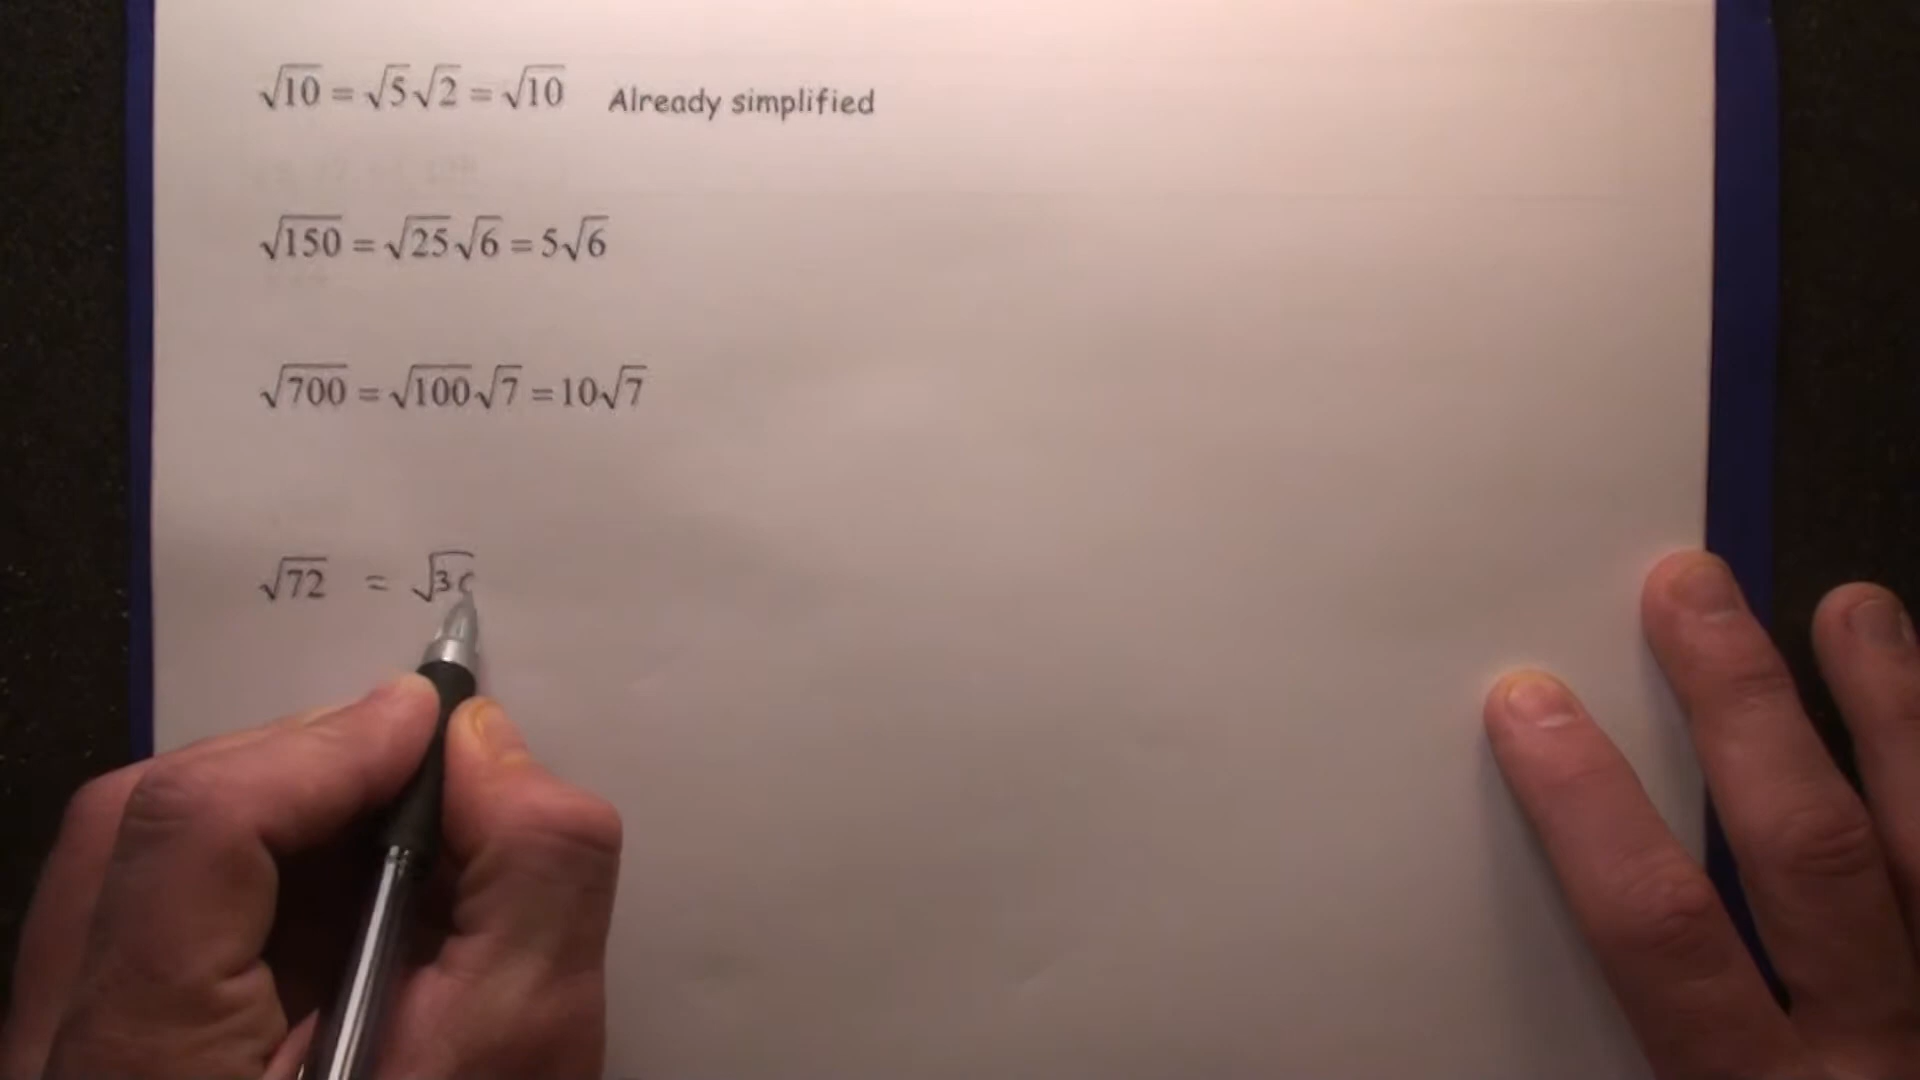 √10 = √5√2 = √10 Already simplified
√150 = √25√6 = 5√6
√700 = √100√7 = 10√7
√72 = √3